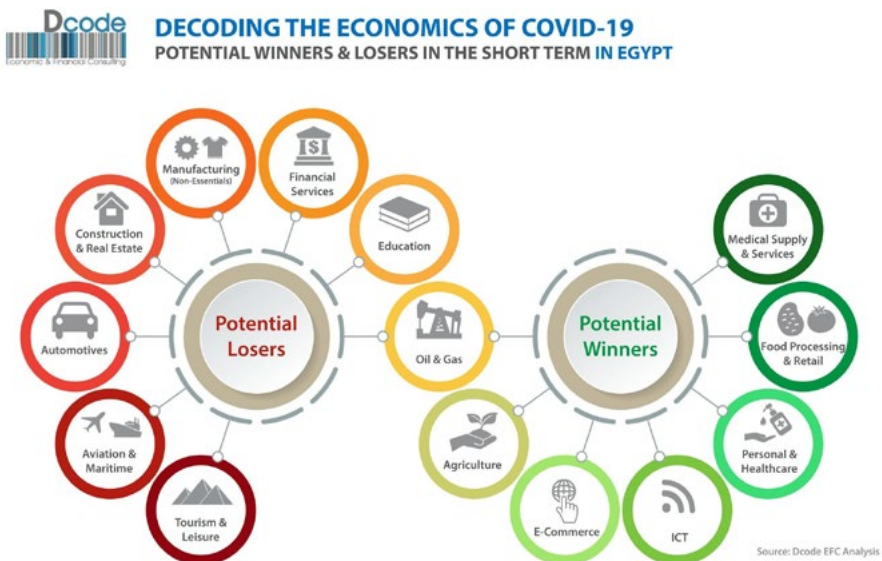 Dcode
Economic & Financial Consulting
DECODING THE ECONOMICS OF COVID-19
POTENTIAL WINNERS & LOSERS IN THE SHORT TERM IN EGYPT
Manufacturing
(Non-Essentials)
Financial
Services
Construction
& Real Estate
Education
Automotives
Potential
Losers
Oil & Gas
Aviation &
Maritime
Tourism &
Leisure
Potential
Winners
Medical Supply
& Services
Food Processing
& Retail
Personal &
Healthcare
Agriculture
E-Commerce
ICT
Source: Dcode EFC Analysis